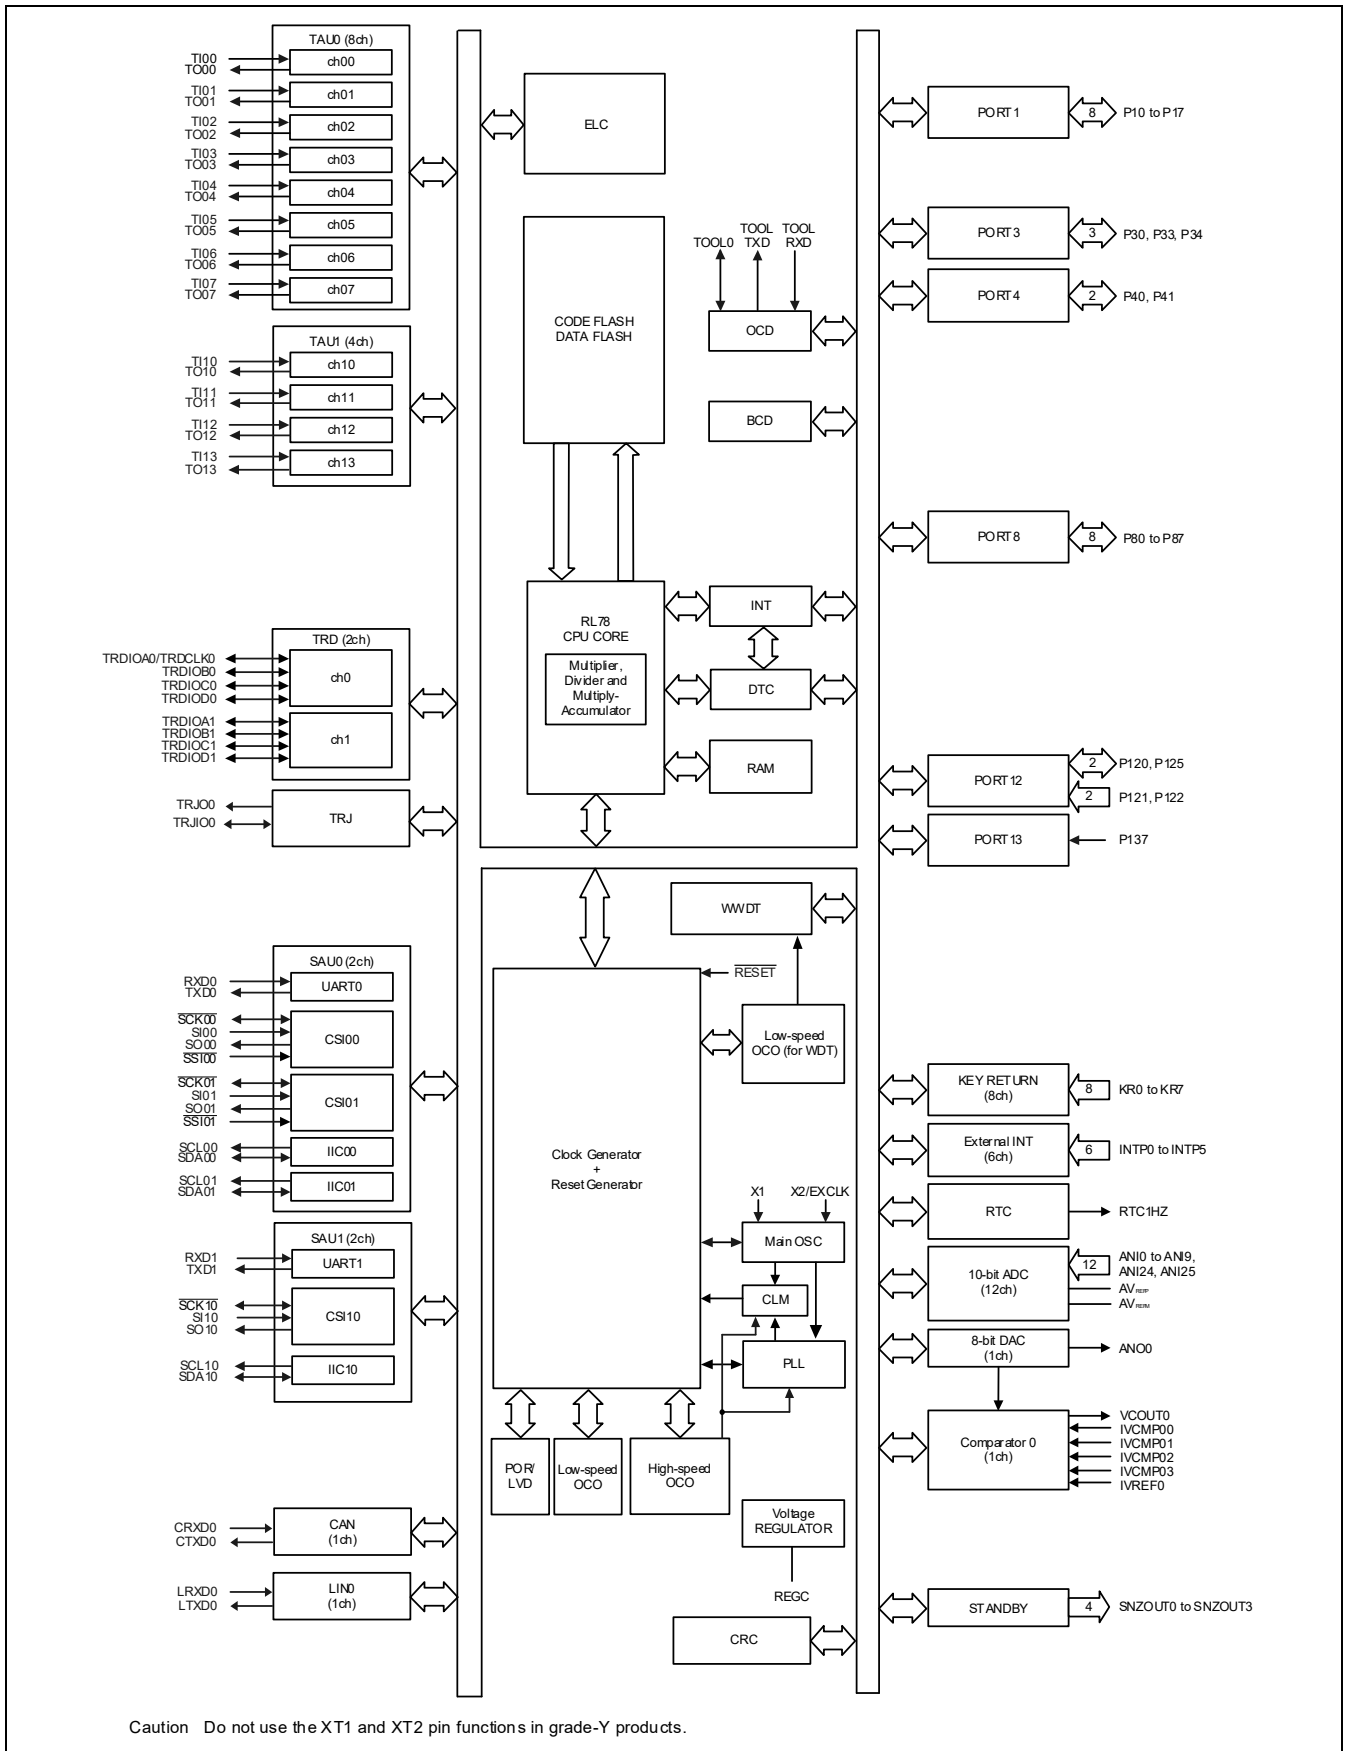 TAU0 (8ch)
TI00
TO00
ch00
TI01
TO01
ch01
TI02
TO02
ch02
TI03
TO03
ch03
TI04
TO04
ch04
TI05
TO05
ch05
TI06
TO06
ch06
TI07
TO07
ch07
TAU1 (4ch)
TI10
TO10
ch10
TI11
TO11
ch11
TI12
TO12
ch12
TI13
TO13
ch13
TRD (2ch)
TRDIOA0/TRDCLK0
TRDIOB0
TRDIOC0
TRDIOD0
ch0
TRDIOA1
TRDIOB1
TRDIOC1
TRDIOD1
ch1
TRJO0
TRJIO0
TRJ
SAU0 (2ch)
RXD0
TXD0
UART0
SCK00
SI00
SO00
SSI00
CSI00
SCK01
SI01
SO01
SSI01
CSI01
SCL00
SDA00
IIC00
SCL01
SDA01
IIC01
SAU1 (2ch)
RXD1
TXD1
UART1
SCK10
SI10
SO10
CSI10
SCL10
SDA10
IIC10
CRXD0
CTXD0
CAN
(1ch)
LRXD0
LTXD0
LIN0
(1ch)
ELC
CODE FLASH
DATA FLASH
TOOL0
TOOL
TXD
TOOL
RXD
OCD
BCD
RL78
CPU CORE
Multiplier,
Divider and
Multiply-
Accumulator
INT
DTC
RAM
WWDT
RESET
Low-speed
OCO (for WDT)
Clock Generator
+
Reset Generator
X1
X2/EXCLK
Main OSC
CLM
PLL
POR/
LVD
Low-speed
OCO
High-speed
OCO
Voltage
REGULATOR
REGC
CRC
PORT1
8
P10 to P17
PORT3
3
P30, P33, P34
PORT4
2
P40, P41
PORT8
8
P80 to P87
PORT12
2
P120, P125
2
P121, P122
PORT13
P137
KEY RETURN
(8ch)
8
KR0 to KR7
External INT
(6ch)
6
INTP0 to INTP5
RTC
RTC1HZ
10-bit ADC
(12ch)
12
ANI0 to ANI9,
ANI24, ANI25
AVREFP
AVREFM
8-bit DAC
(1ch)
ANO0
Comparator 0
(1ch)
VCOUT0
IVCMP00
IVCMP01
IVCMP02
IVCMP03
IVREF0
STANDBY
4
SNZOUT0 to SNZOUT3
Caution Do not use the XT1 and XT2 pin functions in grade-Y products.